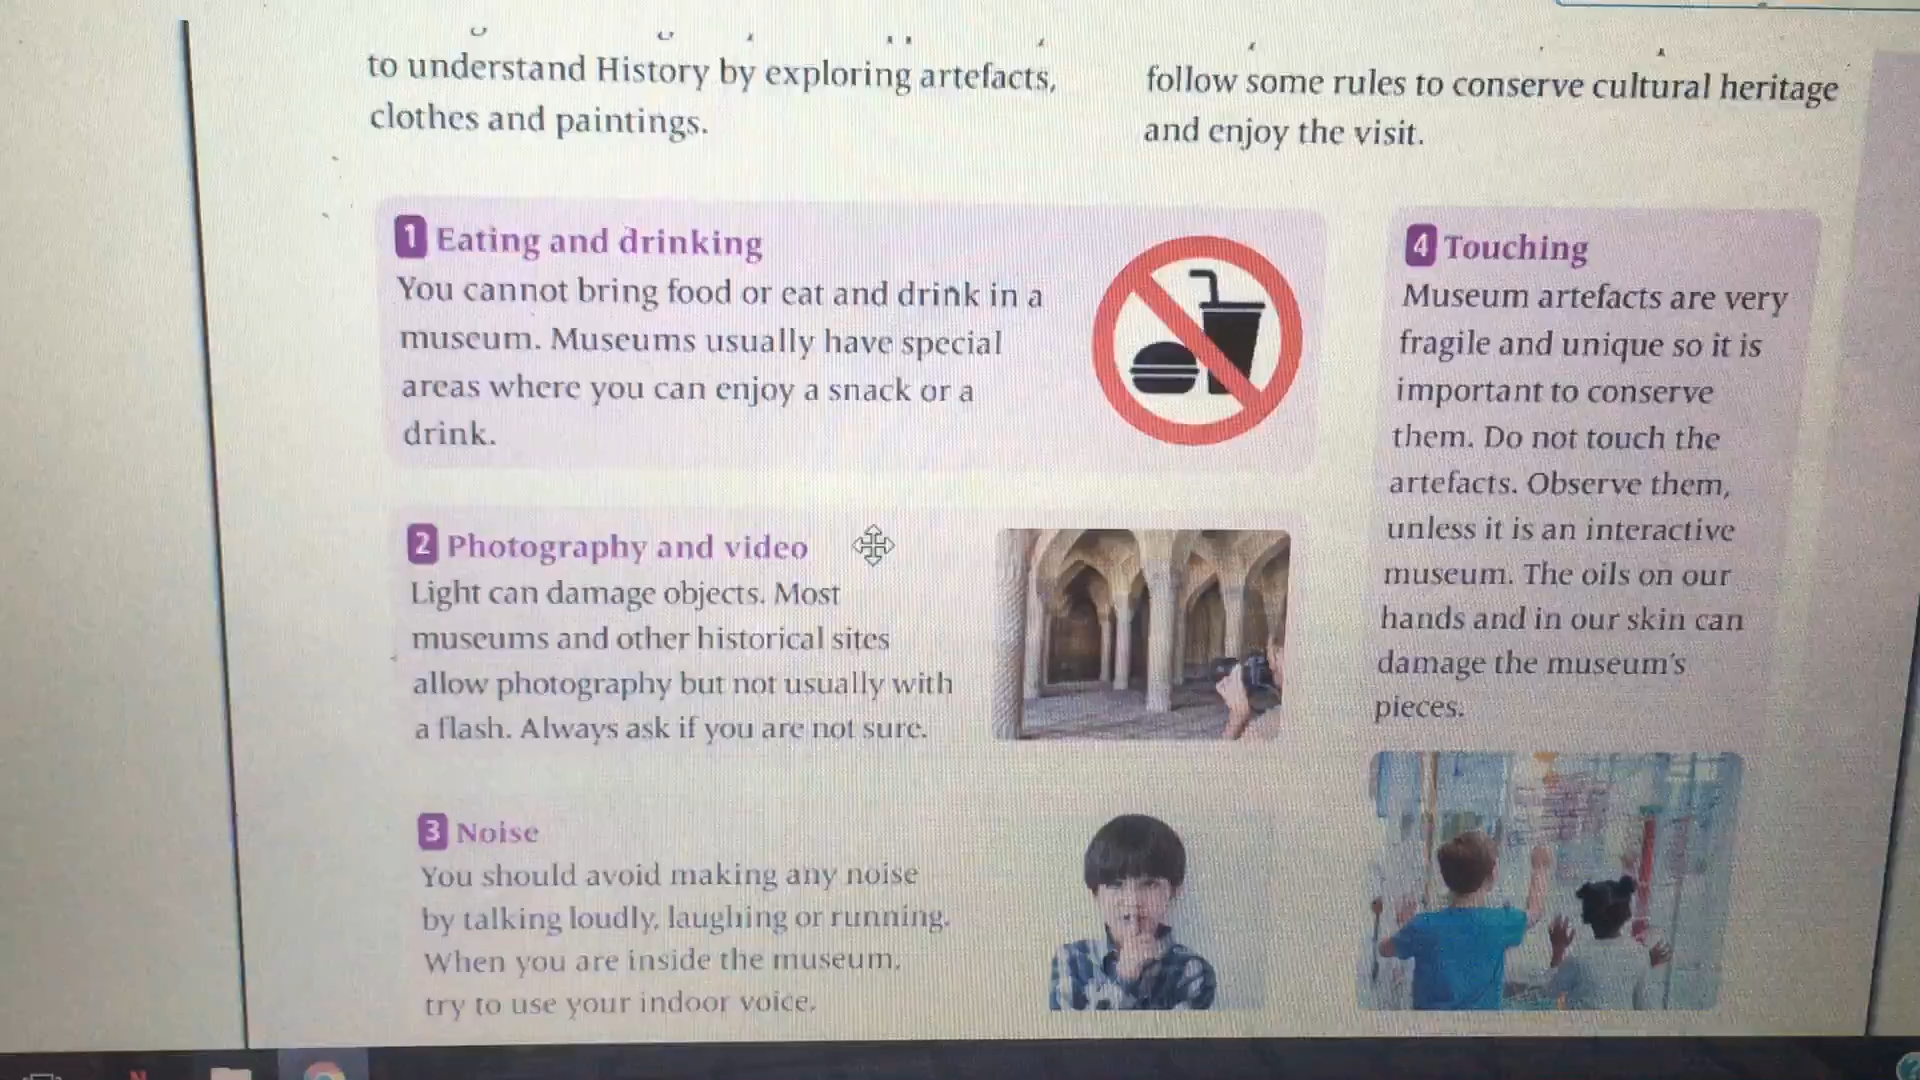 to understand History by exploring artefacts,
clothes and paintings.
follow some rules to conserve cultural heritage
and enjoy the visit.
1 Eating and drinking
You cannot bring food or eat and drink in a
museum. Museums usually have special
areas where you can enjoy a snack or a
drink.
2 Photography and video
Light can damage objects. Most
museums and other historical sites
allow photography but not usually with
a flash. Always ask if you are not sure.
3 Noise
You should avoid making any noise
by talking loudly, laughing or running.
When you are inside the museum,
try to use your indoor voice.
4 Touching
Museum artefacts are very
fragile and unique so it is
important to conserve
them. Do not touch the
artefacts. Observe them,
unless it is an interactive
museum. The oils on our
hands and in our skin can
damage the museum's
pieces.